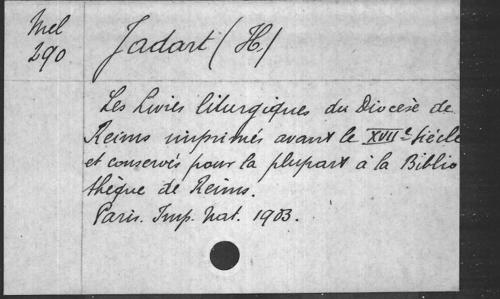 Mel
290
Jadart (H.)
Les livres liturgiques du Diocèse de
Reims imprimés avant le XVIIe siècle
et conservés pour la plupart à la Biblio
thèque de Reims.
Paris. Imp. Nat. 1903.